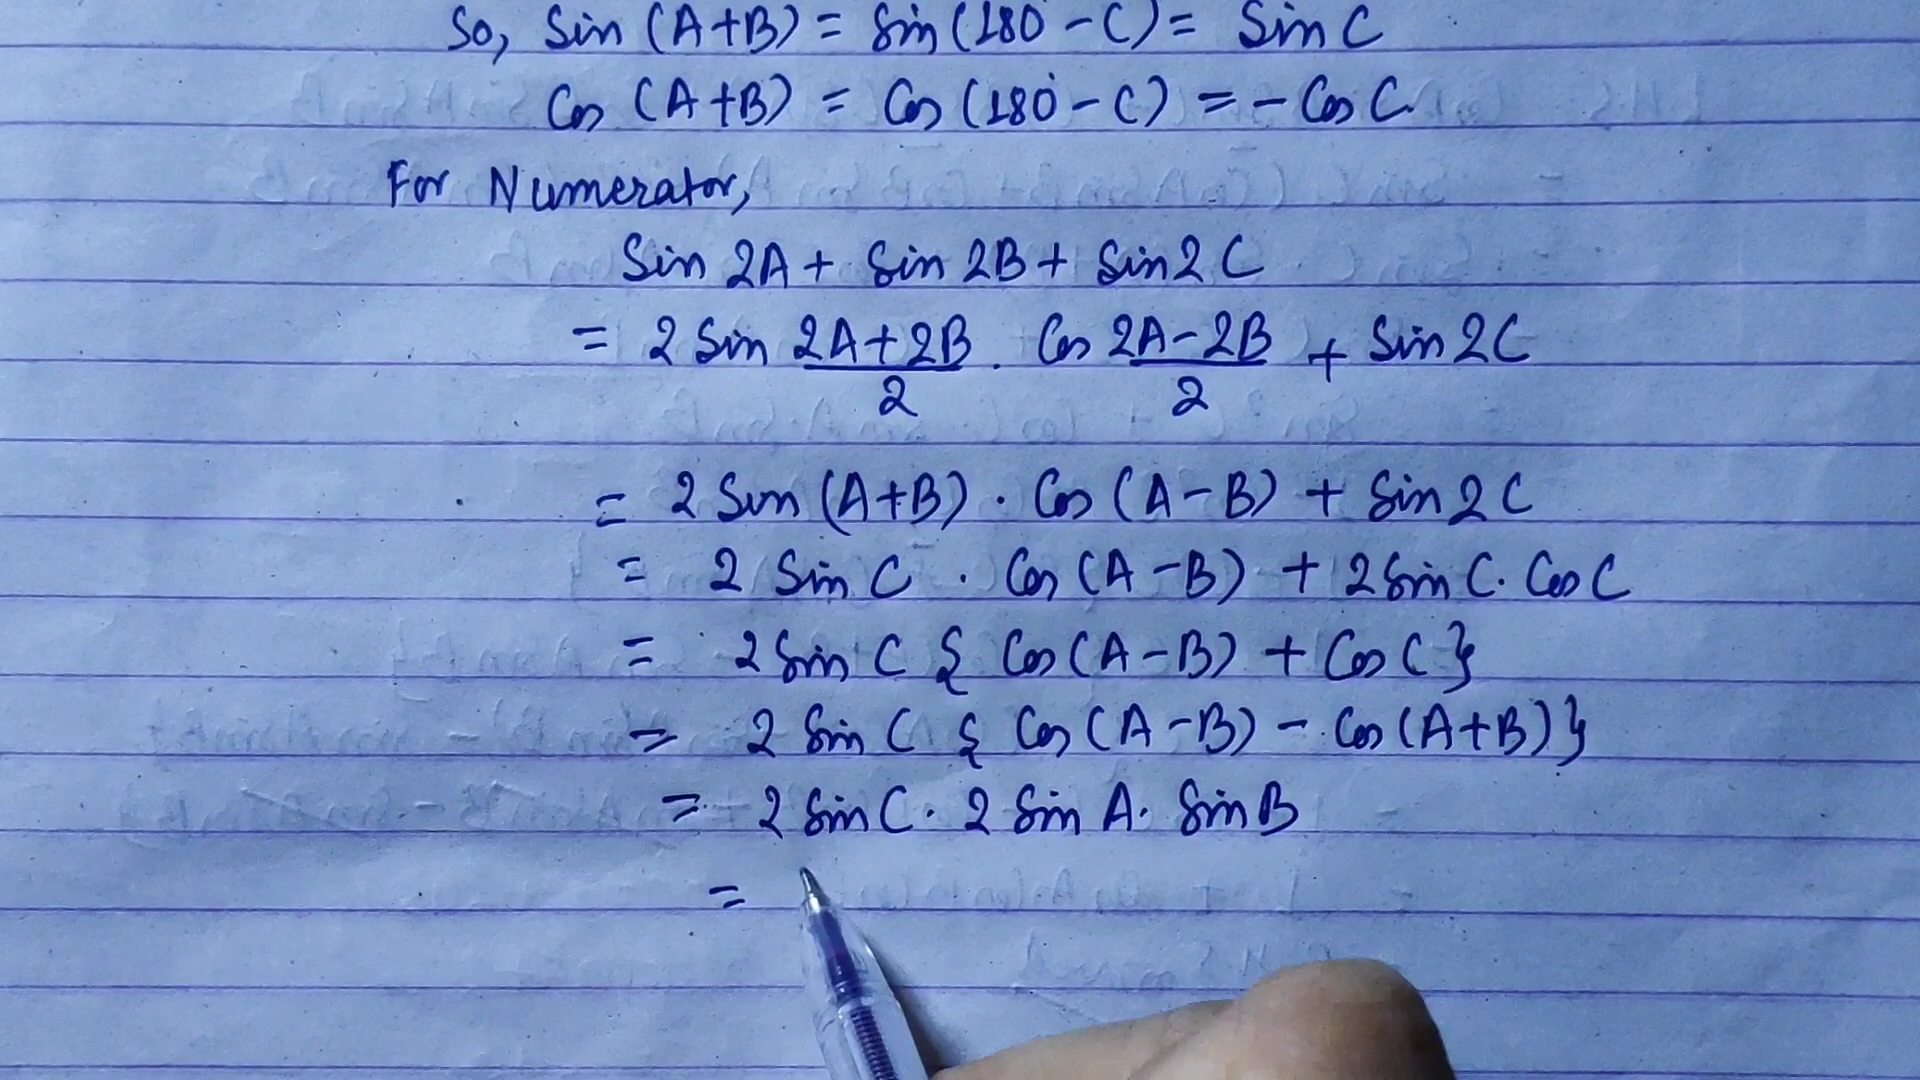 So, Sin (A+B) = Sin (180° - C) = Sin C
Cos (A+B) = Cos (180° - C) = - Cos C.
For Numerator,
Sin 2A + Sin 2B + Sin 2C
= 2 Sin (2A+2B)/2 . Cos (2A-2B)/2 + Sin 2C
= 2 Sin (A+B) . Cos (A-B) + Sin 2C
= 2 Sin C . Cos (A-B) + 2 Sin C. Cos C
= 2 Sin C { Cos (A-B) + Cos C }
= 2 Sin C { Cos (A-B) - Cos (A+B) }
= 2 Sin C . 2 Sin A. Sin B
=